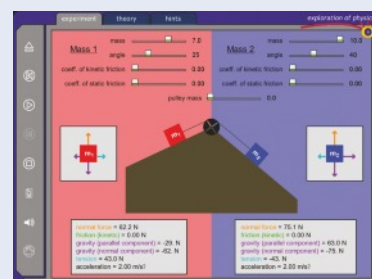 experiment theory hints exploration of physic
Mass 1
mass 7.0
angle 25
coeff. of kinetic friction 0.00
coeff. of static friction 0.00
Mass 2
mass 10.0
angle 40
coeff. of kinetic friction 0.00
coeff. of static friction 0.00
pulley mass 0.0
m₁
m₂
m₁
m₂
normal force = 62.2 N
friction (kinetic) = 0.00 N
gravity (parallel component) = -29. N
gravity (normal component) = -62. N
tension = 43.0 N
acceleration = 2.00 m/s²
normal force = 75.1 N
friction (kinetic) = 0.00 N
gravity (parallel component) = 63.0 N
gravity (normal component) = -75. N
tension = -43. N
acceleration = 2.00 m/s²